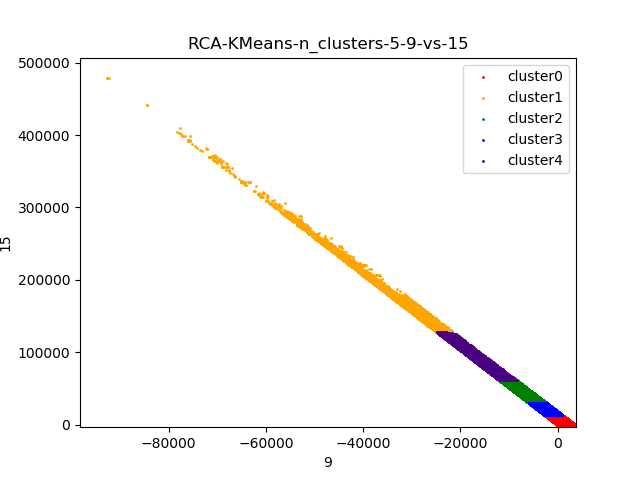 RCA-KMeans-n_clusters-5-9-vs-15
500000
400000
300000
200000
100000
0
15
cluster0
cluster1
cluster2
cluster3
cluster4
−80000 −60000 −40000 −20000 0
9